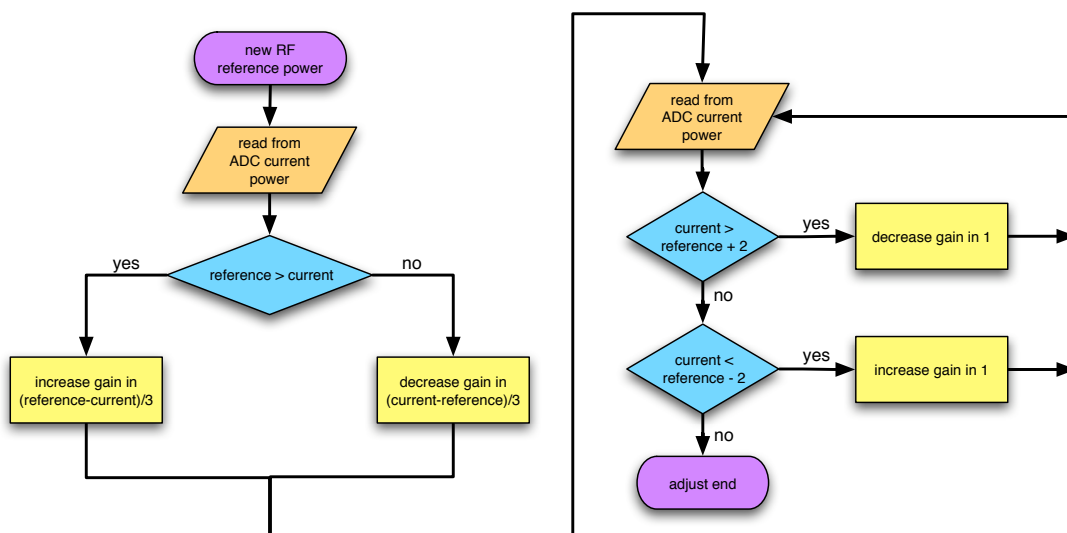 new RF
reference power
read from
ADC current
power
reference > current
yes
no
increase gain in
(reference-current)/3
decrease gain in
(current-reference)/3
read from
ADC current
power
current >
reference + 2
yes
decrease gain in 1
no
current <
reference - 2
yes
increase gain in 1
no
adjust end